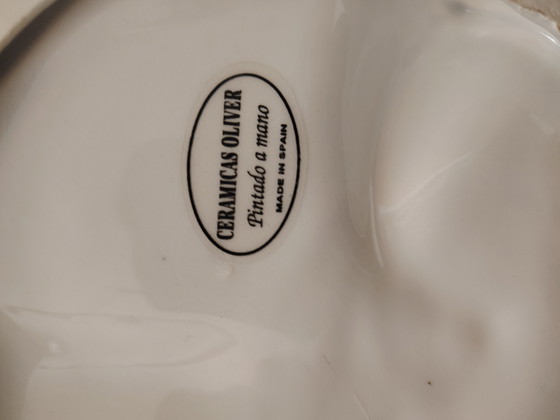 CERAMICAS OLIVER
Pintado a mano
MADE IN SPAIN